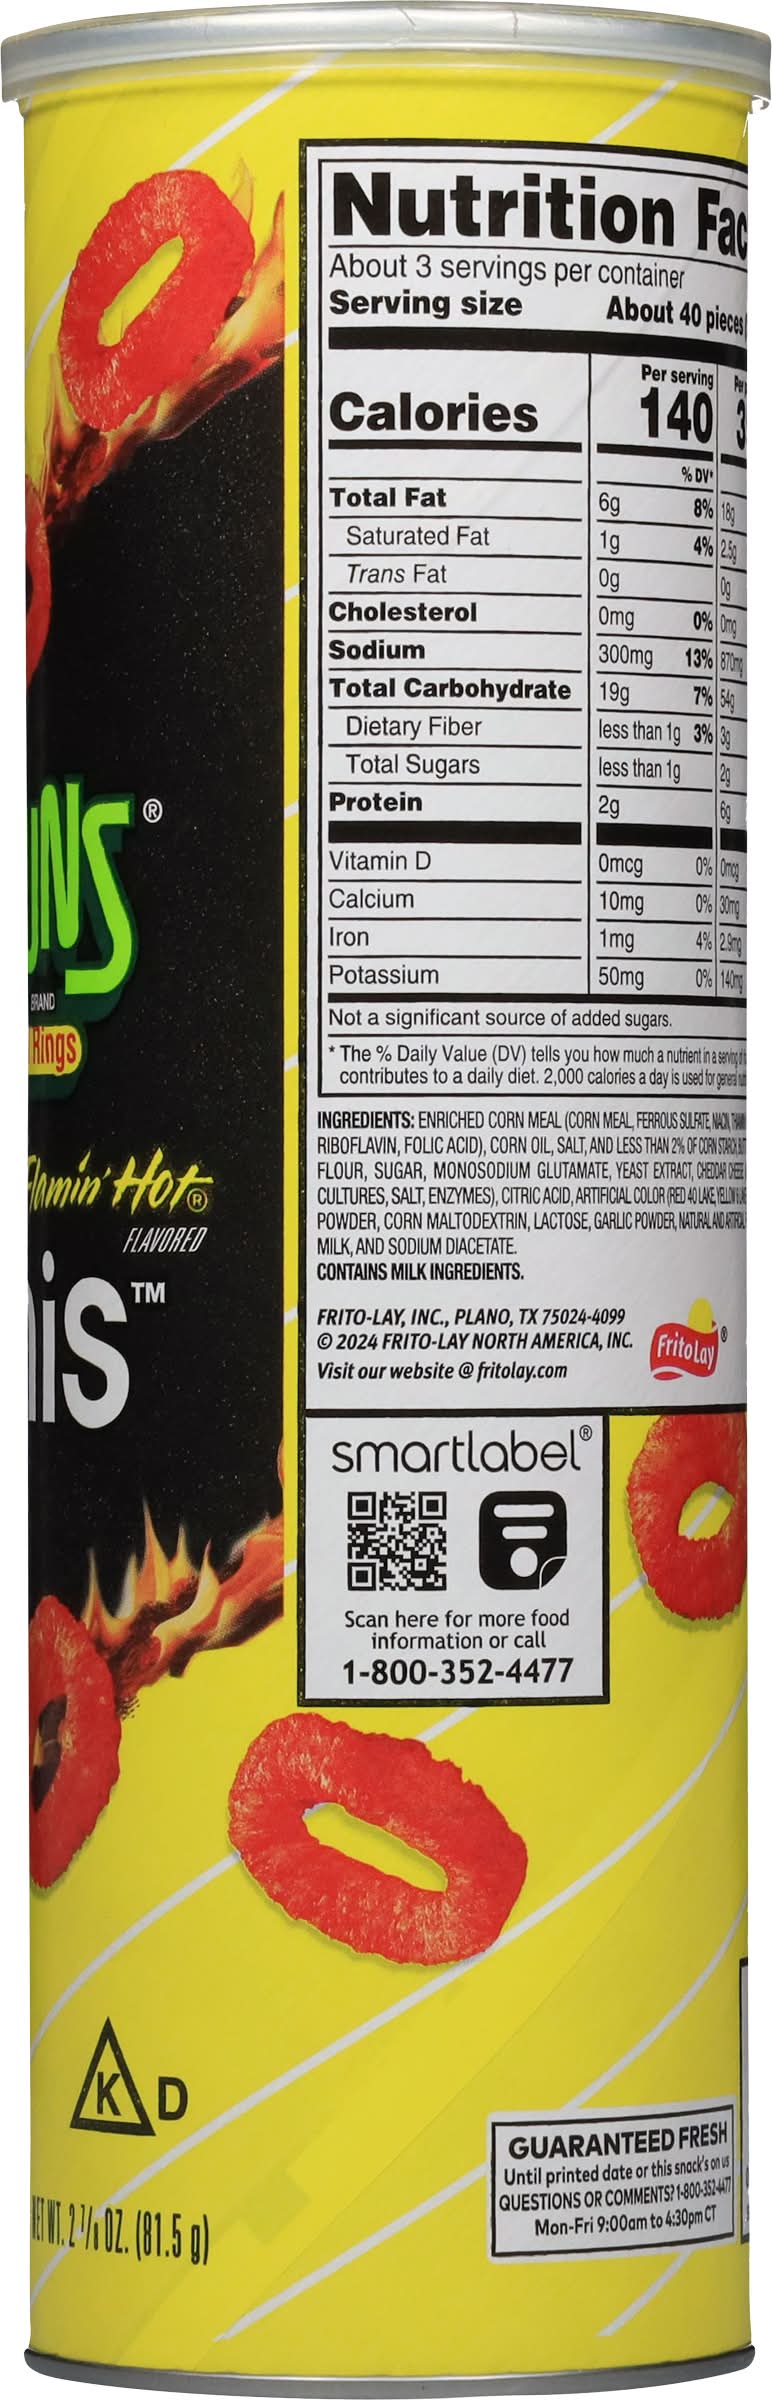 Nutrition
About 3 servings per container
Serving size About 40 pieces
Per serving Per
Calories 140 3
% DV*
Total Fat 6g 8% 18g
Saturated Fat 1g 4% 2.5g
Trans Fat 0g 0g
Cholesterol 0mg 0% 0mg
Sodium 300mg 13% 870mg
Total Carbohydrate 19g 7% 54g
Dietary Fiber less than 1g 3% 3g
Total Sugars less than 1g 2g
Protein 2g 6g
Vitamin D 0mcg 0% 0mcg
Calcium 10mg 0% 30mg
Iron 1mg 4% 2.9mg
Potassium 50mg 0% 140mg
Not a significant source of added sugars.
* The % Daily Value (DV) tells you how much a nutrient in a serving of
contributes to a daily diet. 2,000 calories a day is used for general
INGREDIENTS: ENRICHED CORN MEAL (CORN MEAL, FERROUS SULFATE, NIACIN,
RIBOFLAVIN, FOLIC ACID), CORN OIL, SALT, AND LESS THAN 2% OF CORN STARCH,
FLOUR, SUGAR, MONOSODIUM GLUTAMATE, YEAST EXTRACT, CHEDDAR CHEESE
CULTURES, SALT, ENZYMES), CITRIC ACID, ARTIFICIAL COLOR (RED 40 LAKE, YELLOW 6 LAKE
POWDER, CORN MALTODEXTRIN, LACTOSE, GARLIC POWDER, NATURAL AND ARTIFICIAL
MILK, AND SODIUM DIACETATE.
CONTAINS MILK INGREDIENTS.
FRITO-LAY, INC., PLANO, TX 75024-4099
© 2024 FRITO-LAY NORTH AMERICA, INC.
Visit our website @ fritolay.com
FritoLay®
UNS®
BRAND
Rings
Flamin' Hot®
FLAVORED
nis™
smartlabel®
Scan here for more food
information or call
1-800-352-4477
K D
NET WT. 2 7/8 OZ. (81.5 g)
GUARANTEED FRESH
Until printed date or this snack's on us
QUESTIONS OR COMMENTS? 1-800-352-4477
Mon-Fri 9:00am to 4:30pm CT